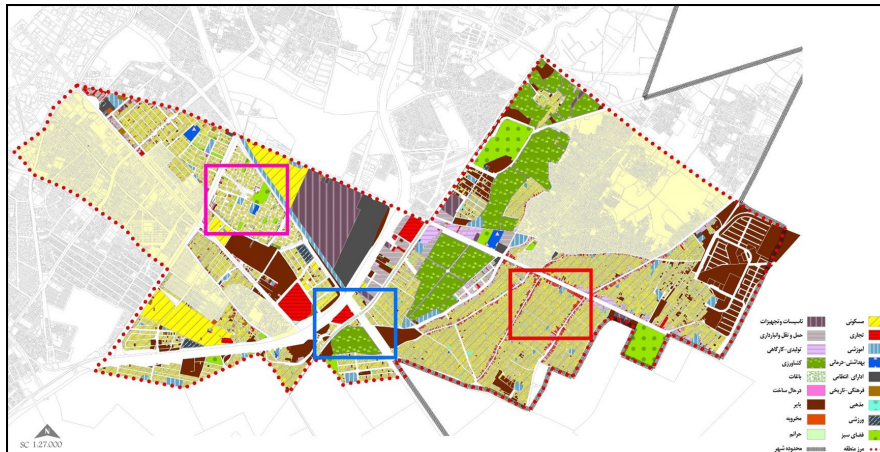 مسکونی
تجاری
آموزشی
بهداشتی-درمانی
اداری انتظامی
فرهنگی-تاریخی
مذهبی
ورزشی
فضای سبز
مرز منطقه
تاسیسات وتجهیزات
حمل و نقل وانبارداری
تولیدی-کارگاهی
کشاورزی
باغات
درحال ساخت
بایر
مخروبه
حرائم
محدوده شهر
SC 1:27.000